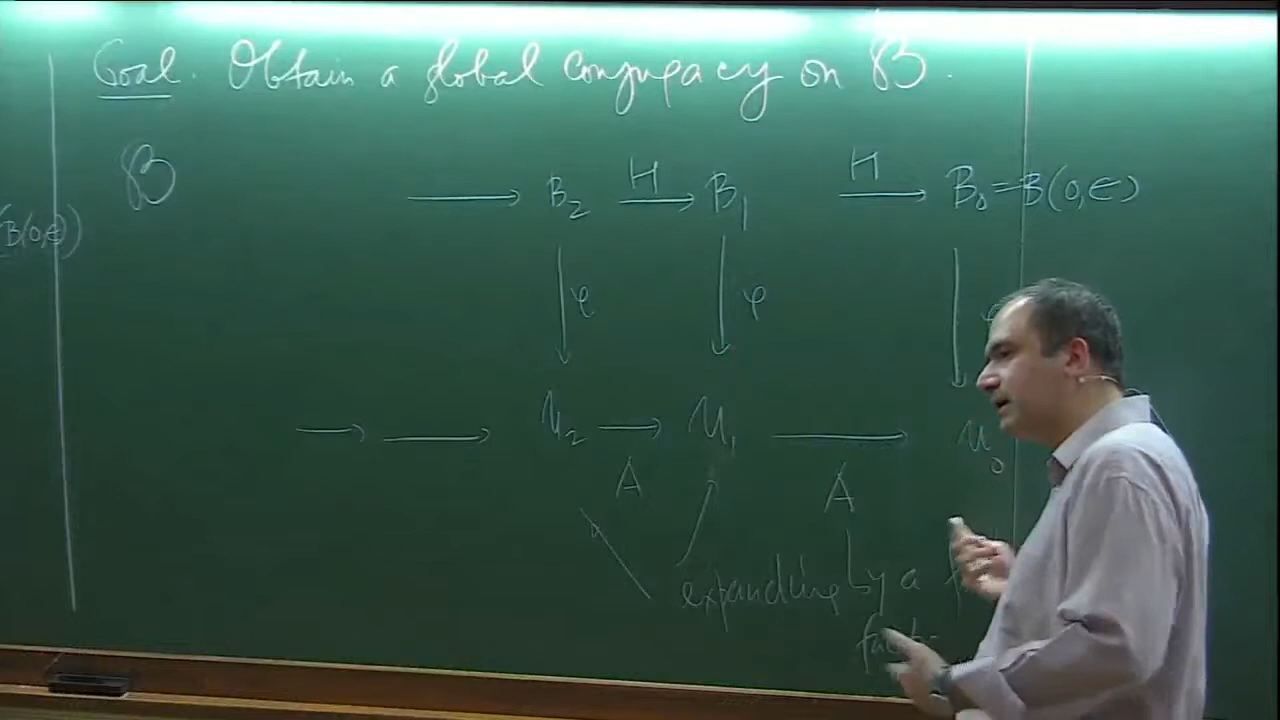 Goal. Obtain a global conjugacy on 𝓑.
𝓑 ⟶ B₂ ⟶ᴴ B₁ ⟶ᴴ B₀ = B(0,ϵ)
B(0,ϵ))
↓φ ↓φ ↓
⟶ ⟶ U₂ ⟶ U₁ ⟶ U₀
A A
expanding by a